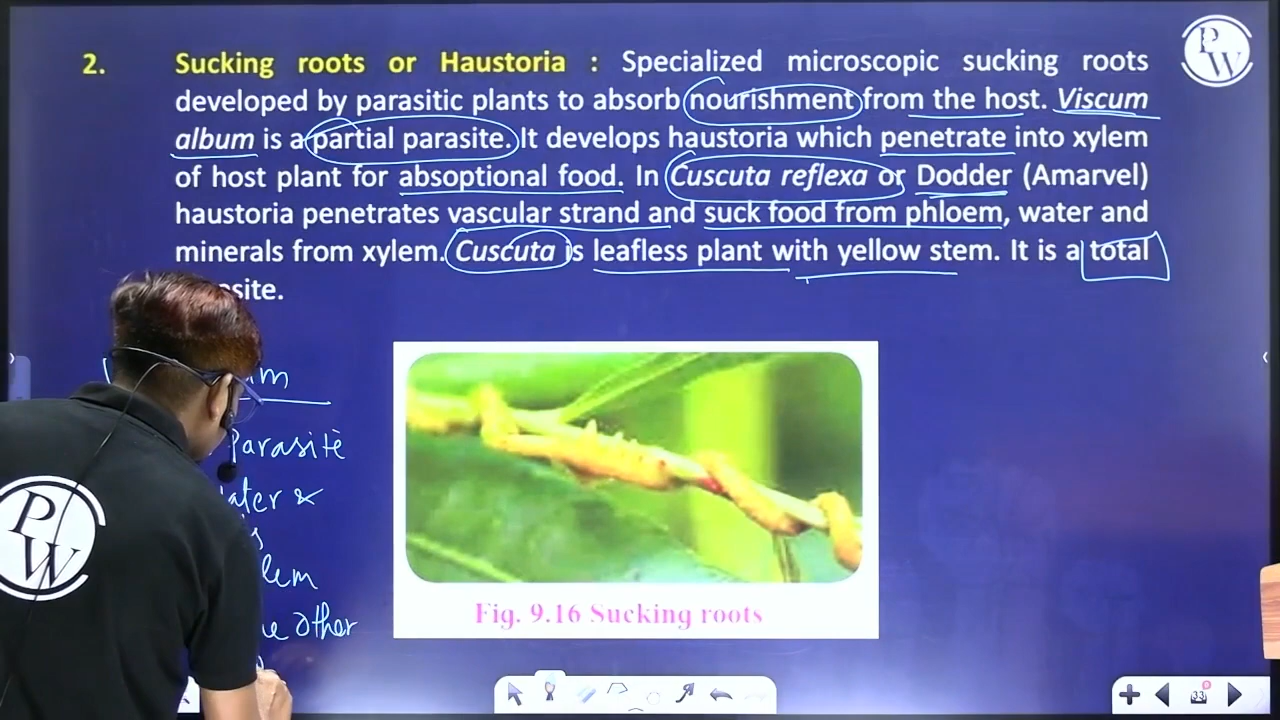 2. Sucking roots or Haustoria : Specialized microscopic sucking roots
developed by parasitic plants to absorb nourishment from the host. Viscum
album is a partial parasite. It develops haustoria which penetrate into xylem
of host plant for absoptional food. In Cuscuta reflexa or Dodder (Amarvel)
haustoria penetrates vascular strand and suck food from phloem, water and
minerals from xylem. Cuscuta is leafless plant with yellow stem. It is a total
Parasite
other
Fig. 9.16 Sucking roots
33
PW
PW